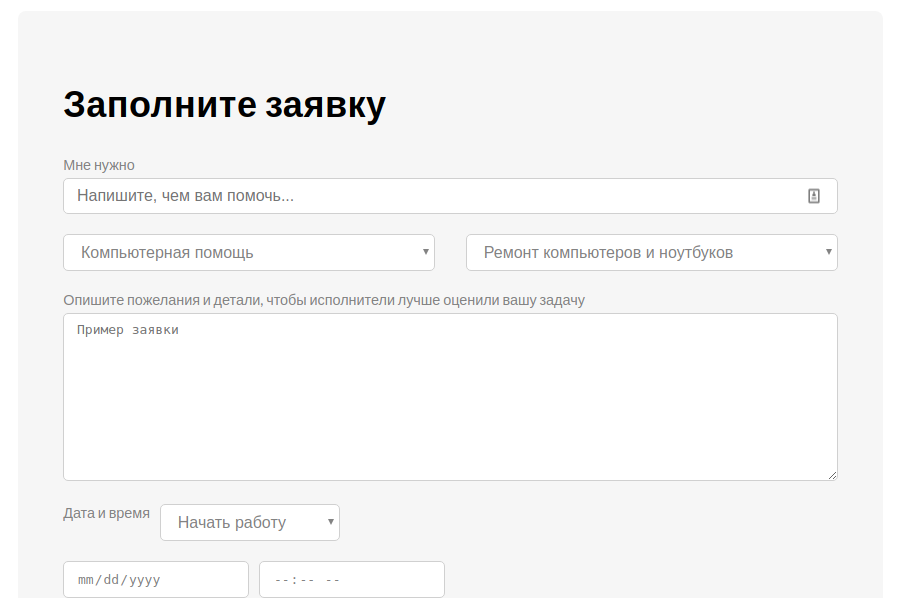 Заполните заявку
Мне нужно
Напишите, чем вам помочь...
Компьютерная помощь
Ремонт компьютеров и ноутбуков
Опишите пожелания и детали, чтобы исполнители лучше оценили вашу задачу
Пример заявки
Дата и время
Начать работу
mm/dd/yyyy
--:-- --